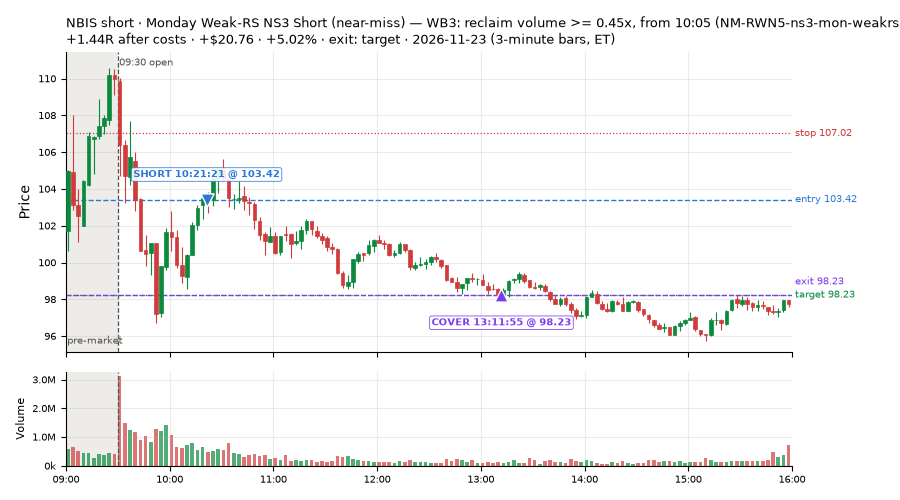 NBIS short · Monday Weak-RS NS3 Short (near-miss) — WB3: reclaim volume >= 0.45x, from 10:05 (NM-RWN5-ns3-mon-weakrs
+1.44R after costs · +$20.76 · +5.02% · exit: target · 2026-11-23 (3-minute bars, ET)
09:30 open
110
108
stop 107.02
106
SHORT 10:21:21 @ 103.42
104
entry 103.42
Price
102
100
exit 98.23
98
target 98.23
COVER 13:11:55 @ 98.23
96
pre-market
3.0M
2.0M
Volume
1.0M
0k
09:00 10:00 11:00 12:00 13:00 14:00 15:00 16:00